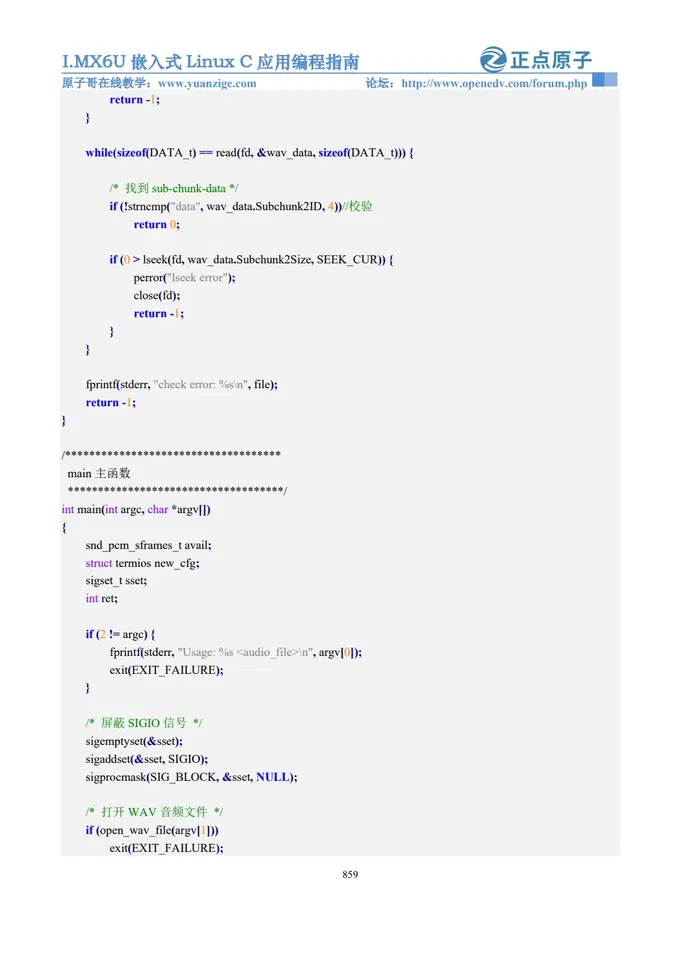 I.MX6U 嵌入式 Linux C 应用编程指南
正点原子
原子哥在线教学：www.yuanzige.com 论坛：http://www.openedv.com/forum.php
return -1;
}
while(sizeof(DATA_t) == read(fd, &wav_data, sizeof(DATA_t))) {
/* 找到 sub-chunk-data */
if (!strncmp("data", wav_data.Subchunk2ID, 4))//校验
return 0;
if (0 > lseek(fd, wav_data.Subchunk2Size, SEEK_CUR)) {
perror("lseek error");
close(fd);
return -1;
}
}
fprintf(stderr, "check error: %s\n", file);
return -1;
}
/************************************
main 主函数
************************************/
int main(int argc, char *argv[])
{
snd_pcm_sframes_t avail;
struct termios new_cfg;
sigset_t sset;
int ret;
if (2 != argc) {
fprintf(stderr, "Usage: %s <audio_file>\n", argv[0]);
exit(EXIT_FAILURE);
}
/* 屏蔽 SIGIO 信号 */
sigemptyset(&sset);
sigaddset(&sset, SIGIO);
sigprocmask(SIG_BLOCK, &sset, NULL);
/* 打开 WAV 音频文件 */
if (open_wav_file(argv[1]))
exit(EXIT_FAILURE);
859